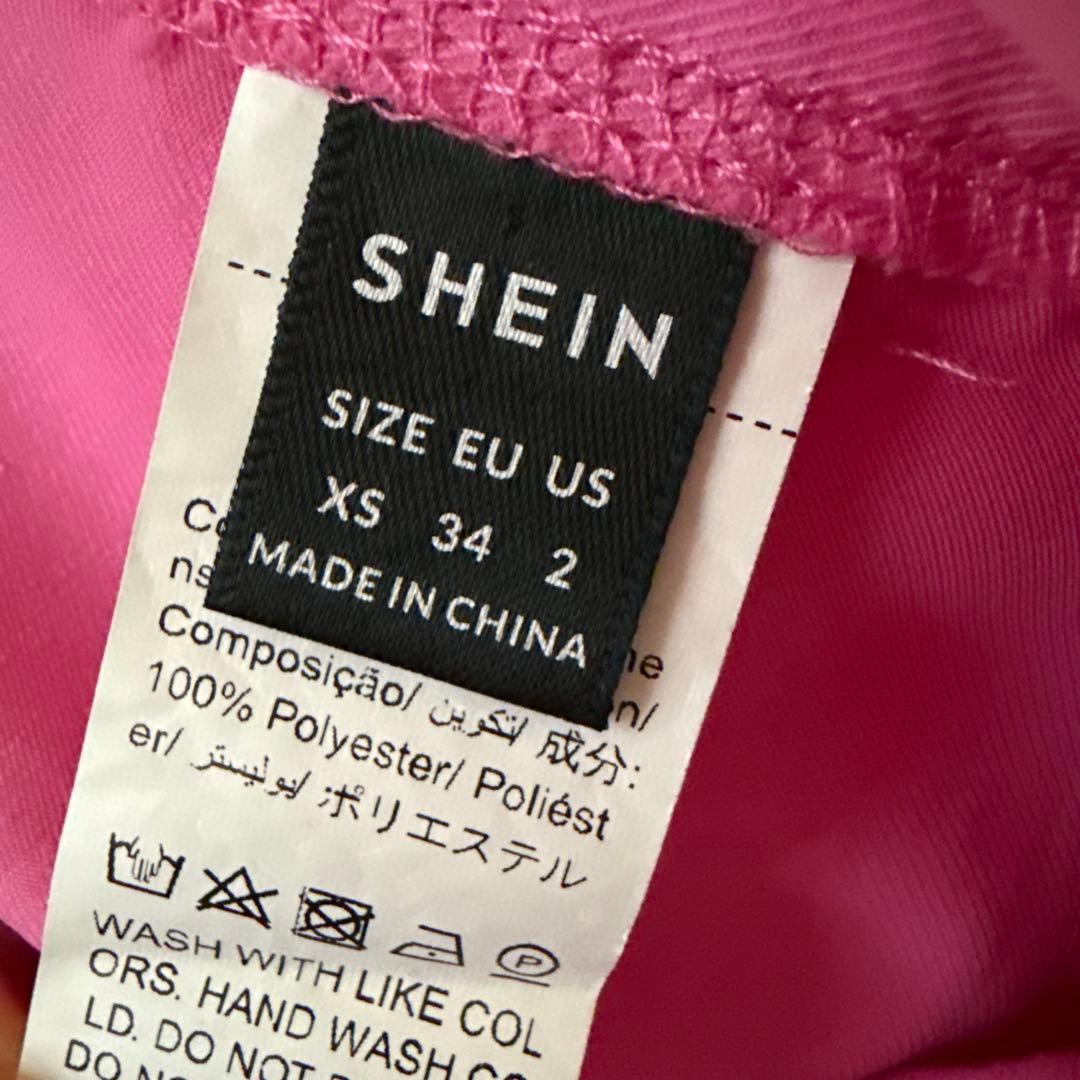 SHEIN
SIZE EU US
XS 34 2
MADE IN CHINA
Composição/ تكوين/ 成分:
100% Polyester/ Poliést
er/ بوليستر/ ポリエステル
P
WASH WITH LIKE COL
ORS. HAND WASH
LD. DO NOT
DO